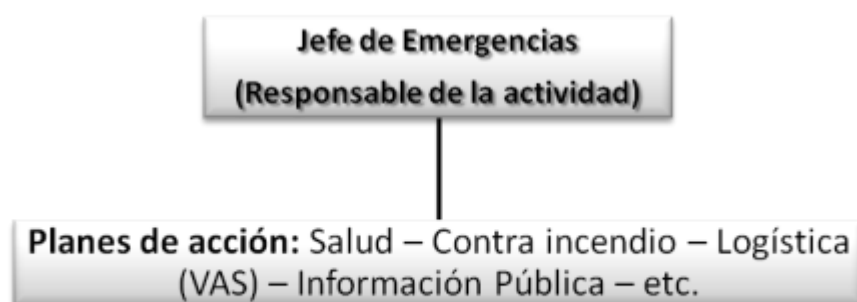 Jefe de Emergencias
(Responsable de la actividad)
Planes de acción: Salud – Contra incendio – Logística
(VAS) – Información Pública – etc.